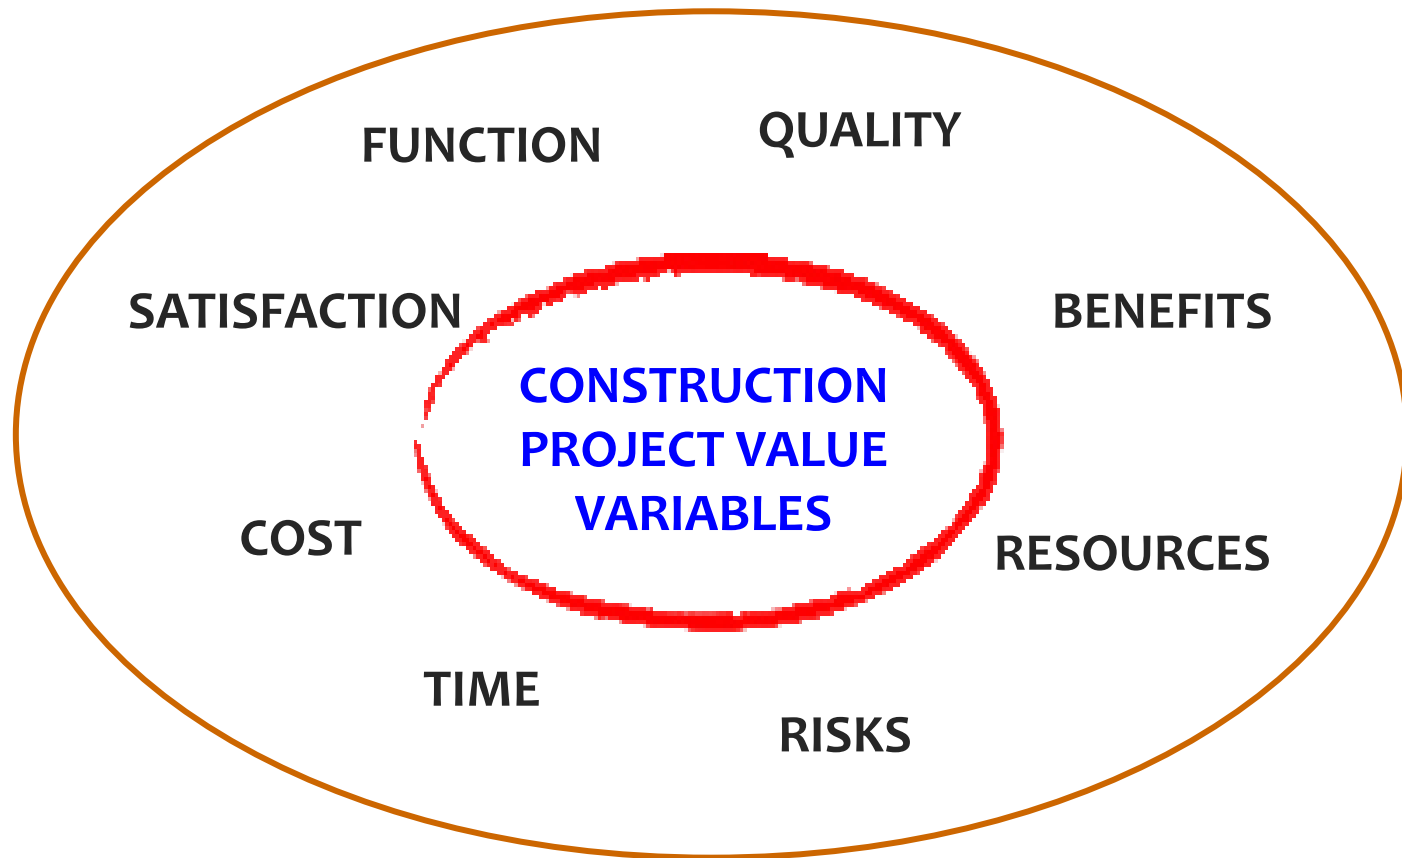 FUNCTION
QUALITY
SATISFACTION
BENEFITS
CONSTRUCTION
PROJECT VALUE
VARIABLES
COST
RESOURCES
TIME
RISKS